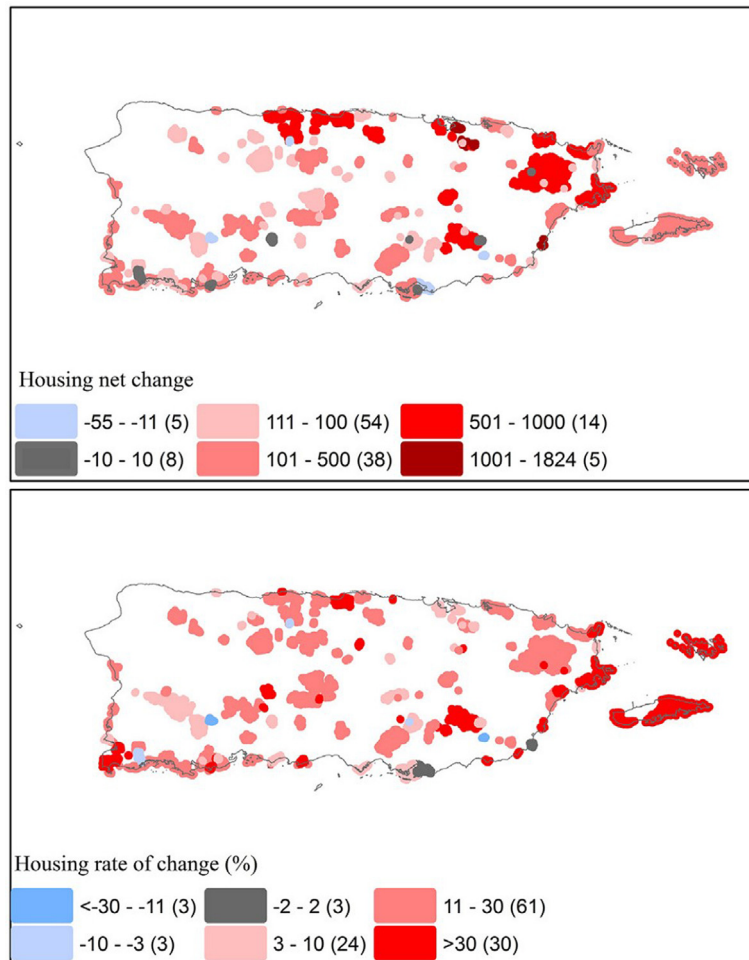 Housing net change
-55 - -11 (5) 111 - 100 (54) 501 - 1000 (14)
-10 - 10 (8) 101 - 500 (38) 1001 - 1824 (5)
Housing rate of change (%)
<-30 - -11 (3) -2 - 2 (3) 11 - 30 (61)
-10 - -3 (3) 3 - 10 (24) >30 (30)